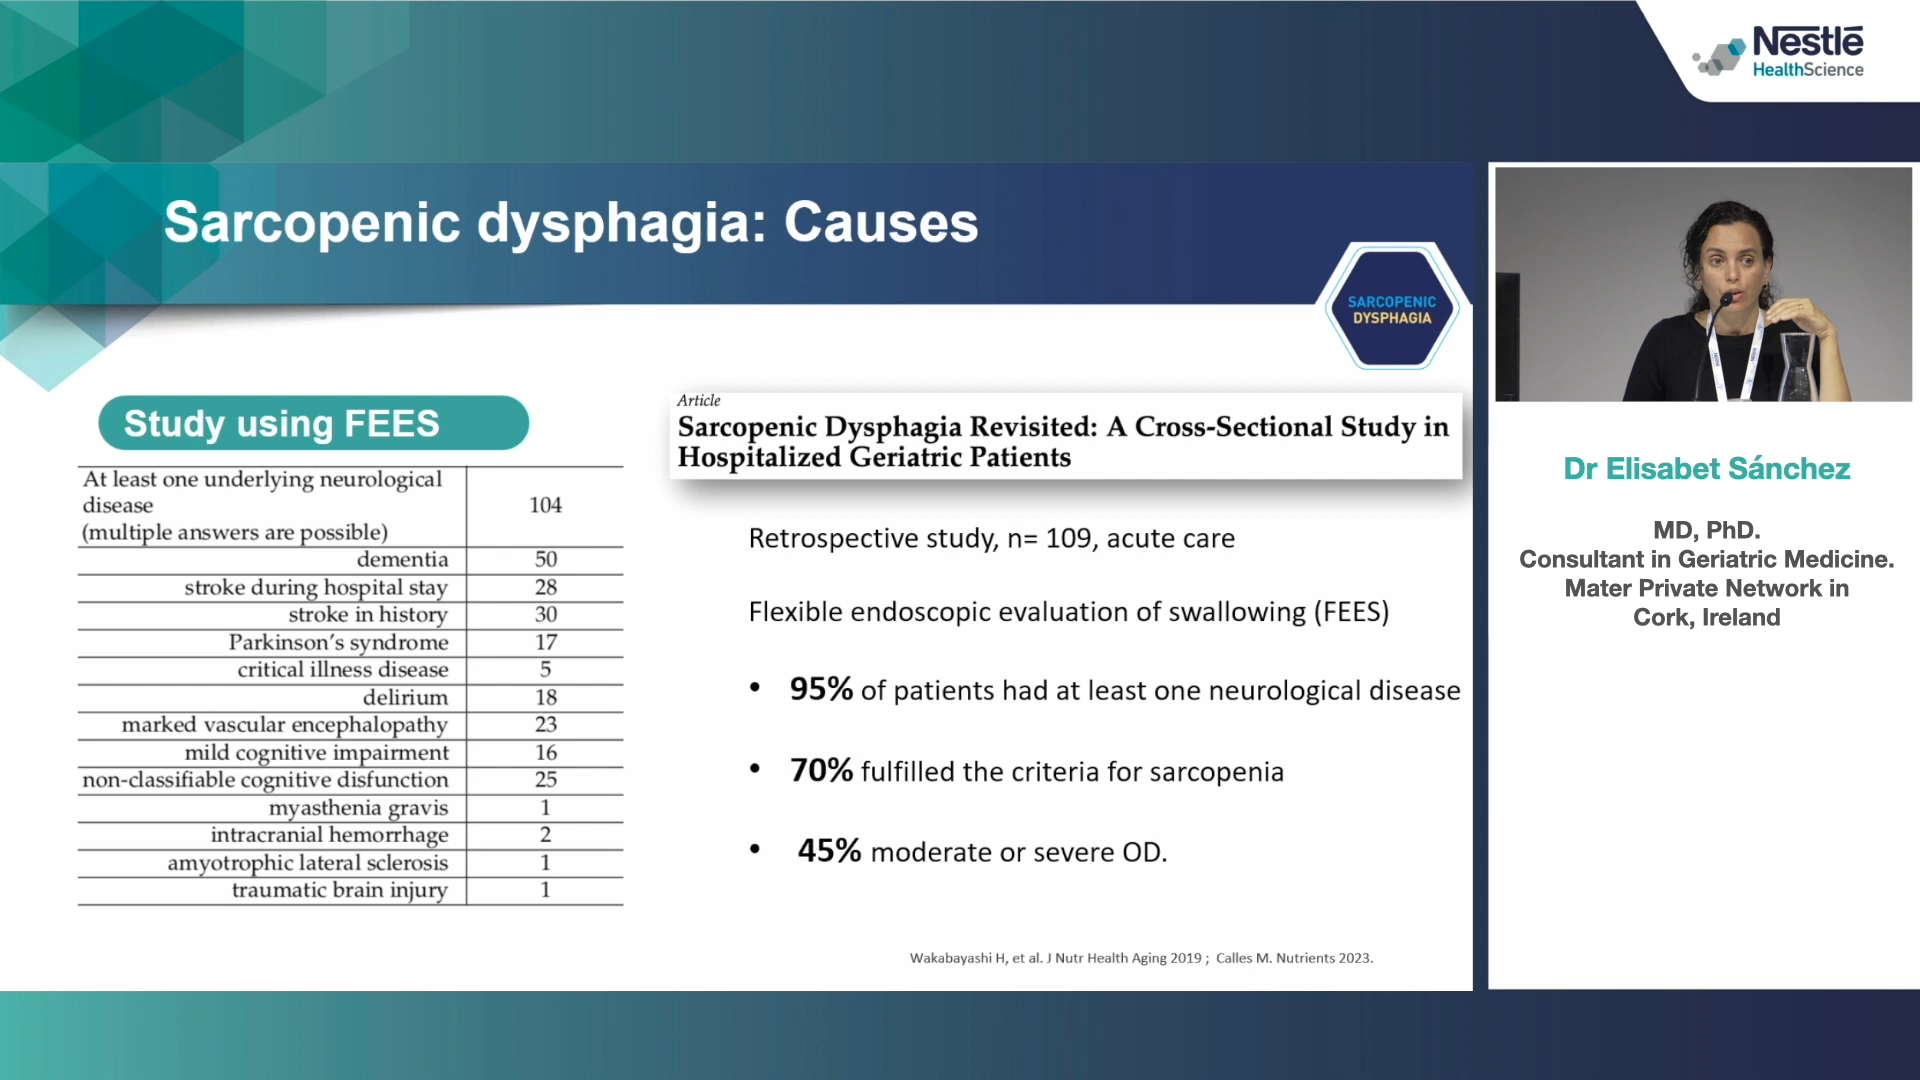 Nestlé
HealthScience
Sarcopenic dysphagia: Causes
SARCOPENIC
DYSPHAGIA
Study using FEES
At least one underlying neurological
disease
(multiple answers are possible) 104
dementia 50
stroke during hospital stay 28
stroke in history 30
Parkinson's syndrome 17
critical illness disease 5
delirium 18
marked vascular encephalopathy 23
mild cognitive impairment 16
non-classifiable cognitive disfunction 25
myasthenia gravis 1
intracranial hemorrhage 2
amyotrophic lateral sclerosis 1
traumatic brain injury 1
Article
Sarcopenic Dysphagia Revisited: A Cross-Sectional Study in
Hospitalized Geriatric Patients
Retrospective study, n= 109, acute care
Flexible endoscopic evaluation of swallowing (FEES)
• 95% of patients had at least one neurological disease
• 70% fulfilled the criteria for sarcopenia
• 45% moderate or severe OD.
Wakabayashi H, et al. J Nutr Health Aging 2019 ; Calles M. Nutrients 2023.
Dr Elisabet Sánchez
MD, PhD.
Consultant in Geriatric Medicine.
Mater Private Network in
Cork, Ireland